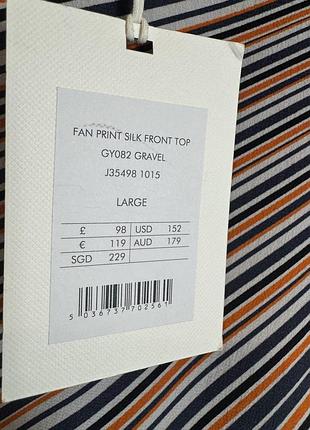 FAN PRINT SILK FRONT TOP
GY082 GRAVEL
J35498 1015
LARGE
£ 98 USD 152
€ 119 AUD 179
SGD 229
5 036737 702561